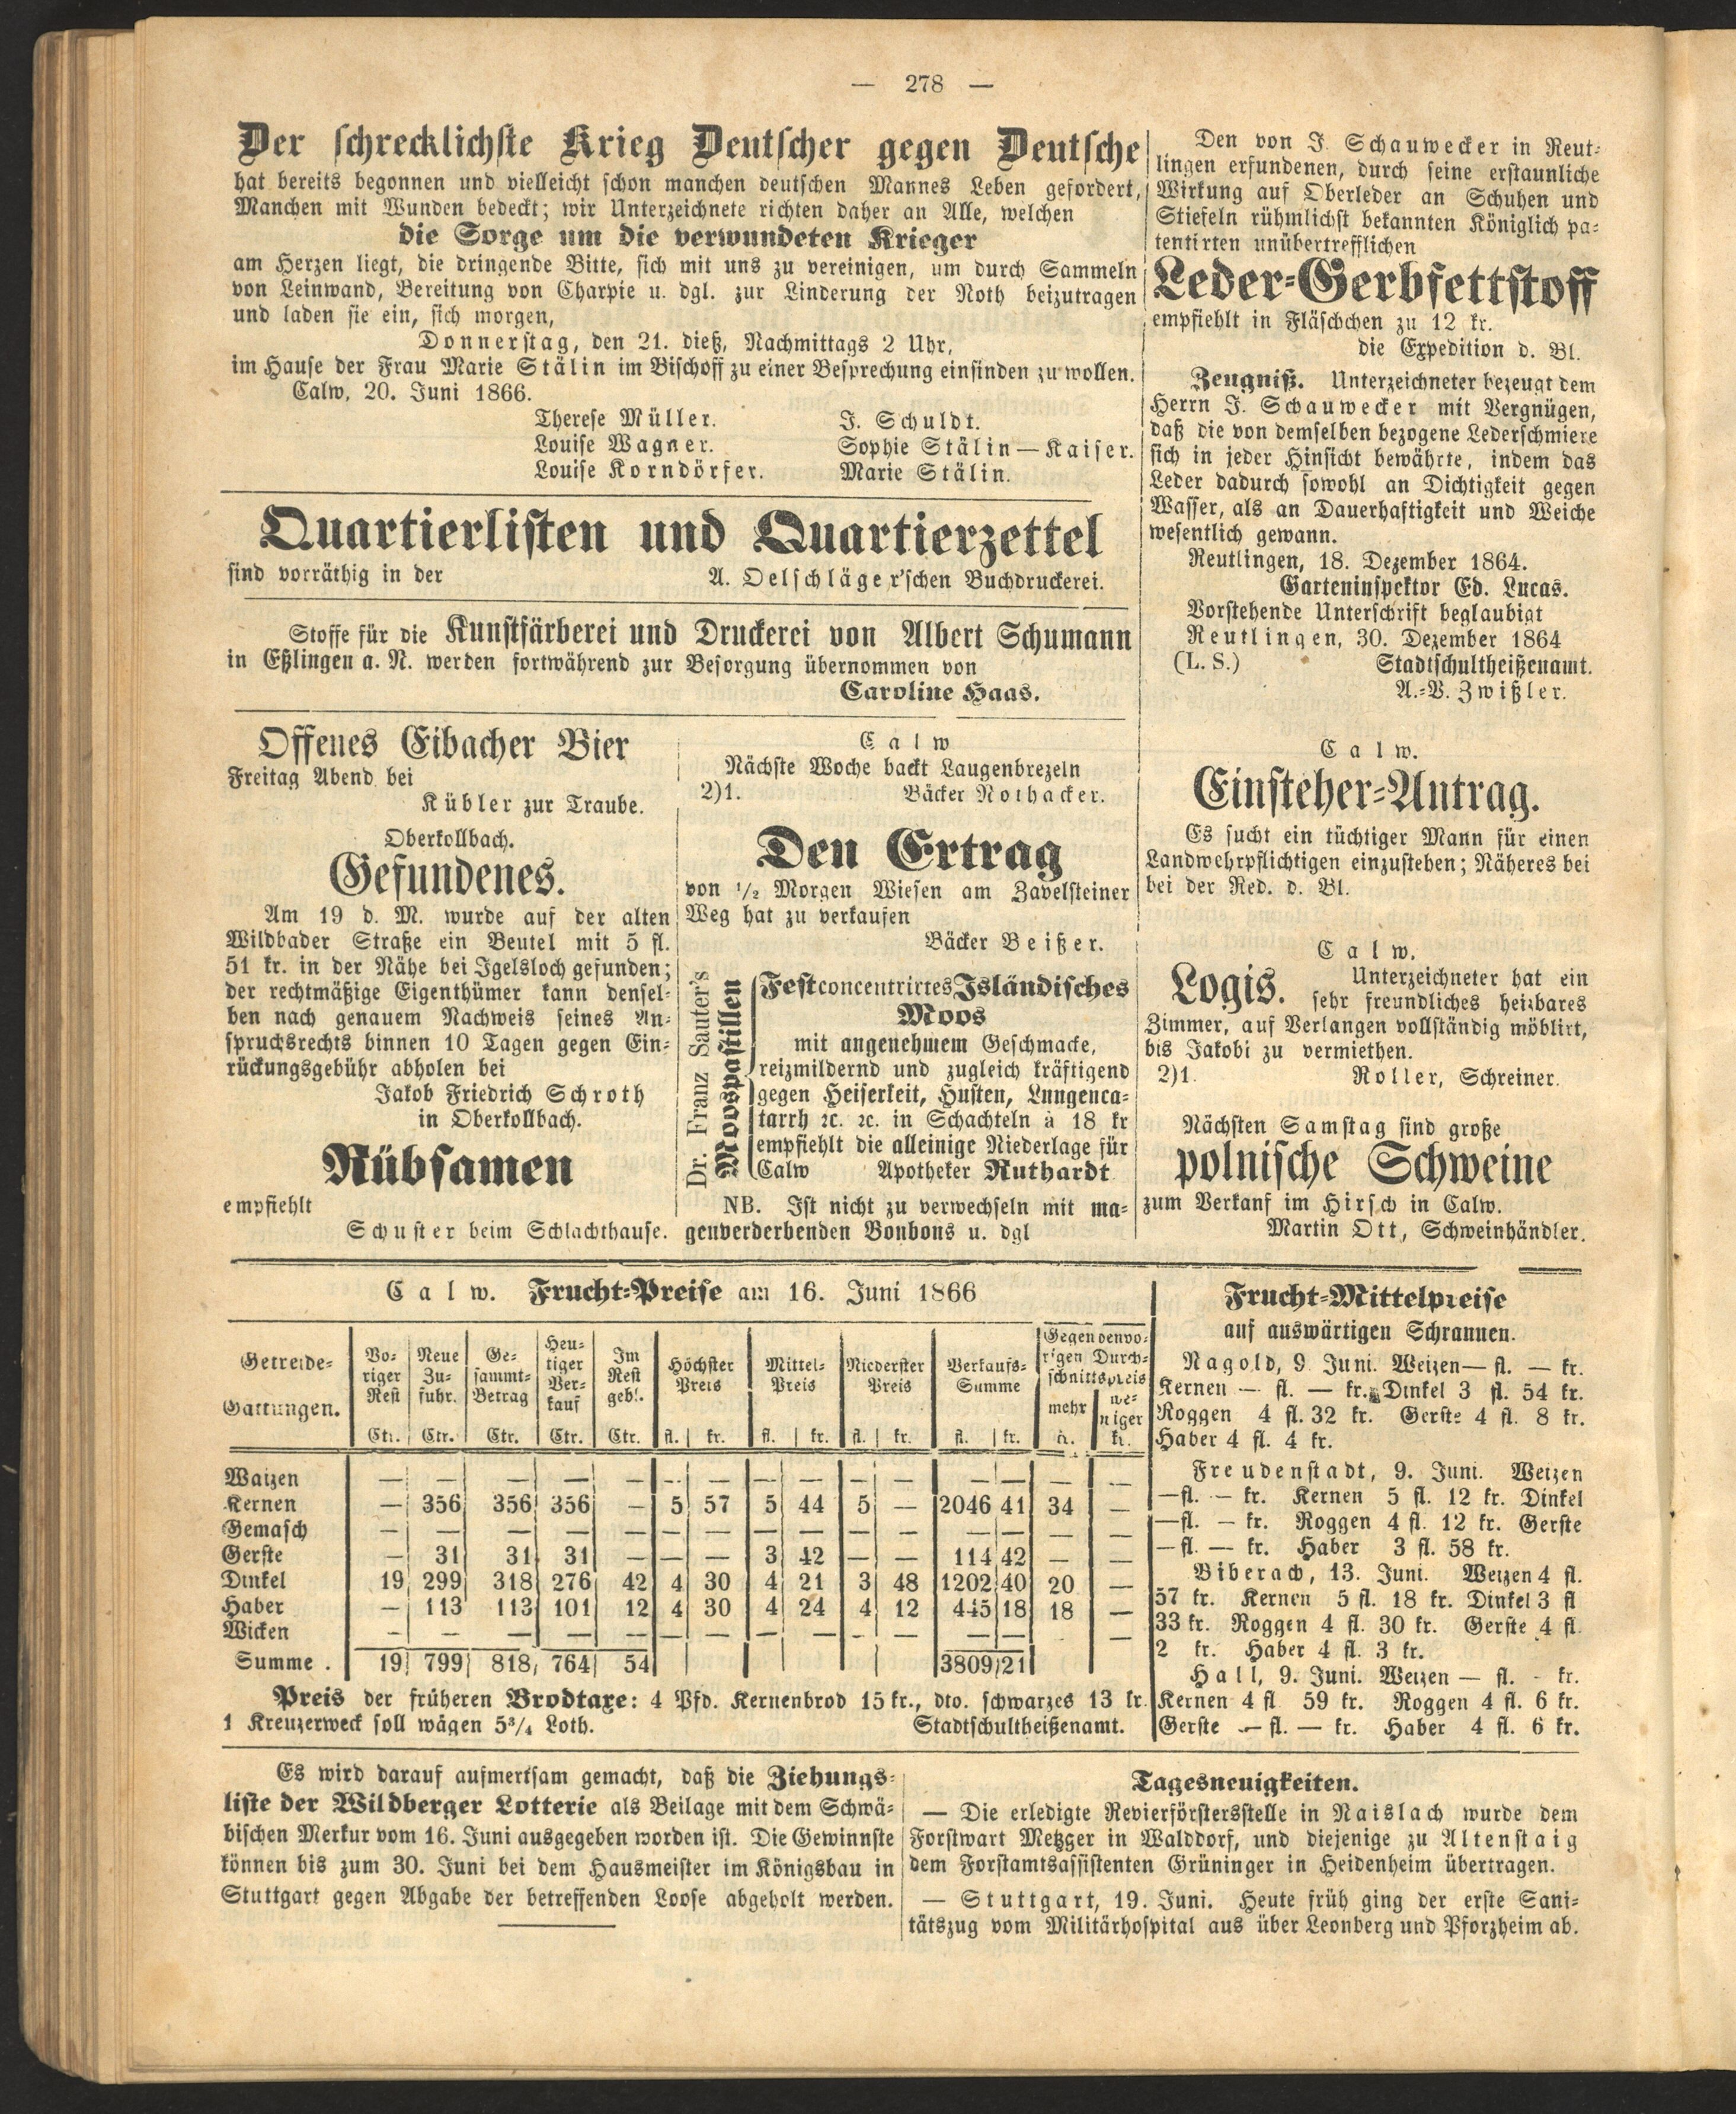 — 278 —
Der schrecklichste Krieg Deutscher gegen Deutsche
hat bereits begonnen und vielleicht schon manchen deutschen Mannes Leben gefordert,
Manchen mit Wunden bedeckt; wir Unterzeichnete richten daher an Alle, welchen
die Sorge um die verwundeten Krieger
am Herzen liegt, die dringende Bitte, sich mit uns zu vereinigen, um durch Sammeln
von Leinwand, Bereitung von Charpie u. dgl. zur Linderung der Noth beizutragen
und laden sie ein, sich morgen,
Donnerstag, den 21. dieß, Nachmittags 2 Uhr,
im Hause der Frau Marie Stälin im Bischoff zu einer Besprechung einfinden zu wollen.
Calw, 20. Juni 1866.
Therese Müller. J. Schuldt.
Louise Wagner. Sophie Stälin—Kaiser.
Louise Korndörfer. Marie Stälin.
Quartierlisten und Quartierzettel
sind vorräthig in der A. Oelschläger'schen Buchdruckerei.
Stoffe für die Kunstfärberei und Druckerei von Albert Schumann
in Eßlingen a. N. werden fortwährend zur Besorgung übernommen von
Caroline Haas.
Offenes Eibacher Bier
Freitag Abend bei
Kübler zur Traube.
Oberkollbach.
Gefundenes.
Am 19 d. M. wurde auf der alten
Wildbader Straße ein Beutel mit 5 fl.
51 kr. in der Nähe bei Igelsloch gefunden;
der rechtmäßige Eigenthümer kann densel-
ben nach genauem Nachweis seines An-
spruchsrechts binnen 10 Tagen gegen Ein-
rückungsgebühr abholen bei
Jakob Friedrich Schroth
in Oberkollbach.
Rübsamen
empfiehlt
Schuster beim Schlachthause.
Calw
Nächste Woche backt Laugenbrezeln
2)1. Bäcker Nothacker.
Den Ertrag
von 1/2 Morgen Wiesen am Zavelsteiner
Weg hat zu verkaufen
Bäcker Beißer.
Dr. Franz Sauter's
Moospastillen
Fest concentrirtes Isländisches
Moos
mit angenehmem Geschmacke,
reizmildernd und zugleich kräftigend
gegen Heiserkeit, Husten, Lungenca-
tarrh ꝛc. ꝛc. in Schachteln à 18 kr
empfiehlt die alleinige Niederlage für
Calw Apotheker Ruthardt
NB. Ist nicht zu verwechseln mit ma-
genverderbenden Bonbons u. dgl
Den von J. Schauwecker in Reut-
lingen erfundenen, durch seine erstaunliche
Wirkung auf Oberleder an Schuhen und
Stiefeln rühmlichst bekannten Königlich pa-
tentirten unübertrefflichen
Leder-Gerbfettstoff
empfiehlt in Fläschchen zu 12 kr.
die Expedition d. Bl.
Zeugniß. Unterzeichneter bezeugt dem
Herrn J. Schauwecker mit Vergnügen,
daß die von demselben bezogene Lederschmiere
sich in jeder Hinsicht bewährte, indem das
Leder dadurch sowohl an Dichtigkeit gegen
Wasser, als an Dauerhaftigkeit und Weiche
wesentlich gewann.
Reutlingen, 18. Dezember 1864.
Garteninspektor Ed. Lucas.
Vorstehende Unterschrift beglaubigt
Reutlingen, 30. Dezember 1864
(L. S.) Stadtschultheißenamt.
A.-V. Zwißler.
Calw.
Einsteher-Antrag.
Es sucht ein tüchtiger Mann für einen
Landwehrpflichtigen einzustehen; Näheres bei
bei der Red. d. Bl.
Calw.
Logis. Unterzeichneter hat ein
sehr freundliches heizbares
Zimmer, auf Verlangen vollständig möblirt,
bis Jakobi zu vermiethen.
2)1. Roller, Schreiner.
Nächsten Samstag sind große
polnische Schweine
zum Verkauf im Hirsch in Calw.
Martin Ott, Schweinhändler.
Calw. Frucht-Preise am 16. Juni 1866
Getreide-Gattungen. Voriger Rest Neue Zufuhr. Gesammt-Betrag Heutiger Verkauf Im Rest gebl. Höchster Preis Mittel-Preis Niederster Preis Verkaufs-Summe Gegen den vorigen Durchschnittspreis mehr weniger
Ctr. Ctr. Ctr. Ctr. Ctr. fl. kr. fl. kr. fl. kr. fl. kr. kr. kr.
Waizen — — — — — — — — — — — — — — —
Kernen — 356 356 356 — 5 57 5 44 5 — 2046 41 34 —
Gemasch — — — — — — — — — — — — — — —
Gerste — 31 31 31 — — — 3 42 — — 114 42 — —
Dinkel 19 299 318 276 42 4 30 4 21 3 48 1202 40 20 —
Haber — 113 113 101 12 4 30 4 24 4 12 445 18 18 —
Wicken — — — — — — — — — — — — — —
Summe . 19 799 818 764 54 3809 21
Preis der früheren Brodtaxe: 4 Pfd. Kernenbrod 15 kr., dto. schwarzes 13 kr.
1 Kreuzerweck soll wägen 5¾ Loth. Stadtschultheißenamt.
Frucht-Mittelpreise
auf auswärtigen Schrannen.
Nagold, 9. Juni. Weizen — fl. — kr.
Kernen — fl. — kr. Dinkel 3 fl. 54 kr.
Roggen 4 fl. 32 kr. Gerste 4 fl. 8 kr.
Haber 4 fl. 4 kr.
Freudenstadt, 9. Juni. Weizen
— fl. — kr. Kernen 5 fl. 12 kr. Dinkel
— fl. — kr. Roggen 4 fl. 12 kr. Gerste
— fl. — kr. Haber 3 fl. 58 kr.
Biberach, 13. Juni. Weizen 4 fl.
57 kr. Kernen 5 fl. 18 kr. Dinkel 3 fl
33 kr. Roggen 4 fl. 30 kr. Gerste 4 fl.
2 kr. Haber 4 fl. 3 kr.
Hall, 9. Juni. Weizen — fl. - kr.
Kernen 4 fl 59 kr. Roggen 4 fl. 6 kr.
Gerste — fl. — kr. Haber 4 fl. 6 kr.
Es wird darauf aufmerksam gemacht, daß die Ziehungs-
liste der Wildberger Lotterie als Beilage mit dem Schwä-
bischen Merkur vom 16. Juni ausgegeben worden ist. Die Gewinnste
können bis zum 30. Juni bei dem Hausmeister im Königsbau in
Stuttgart gegen Abgabe der betreffenden Loose abgeholt werden.
Tagesneuigkeiten.
— Die erledigte Revierförstersstelle in Naislach wurde dem
Forstwart Metzger in Walddorf, und diejenige zu Altenstaig
dem Forstamtsassistenten Grüninger in Heidenheim übertragen.
— Stuttgart, 19. Juni. Heute früh ging der erste Sani-
tätszug vom Militärhospital aus über Leonberg und Pforzheim ab.